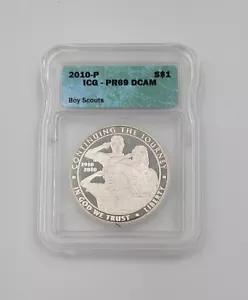 2010-P S$1
ICG - PR69 DCAM
Boy Scouts
CONTINUING THE JOURNEY
1910
2010
IN GOD WE TRUST • LIBERTY